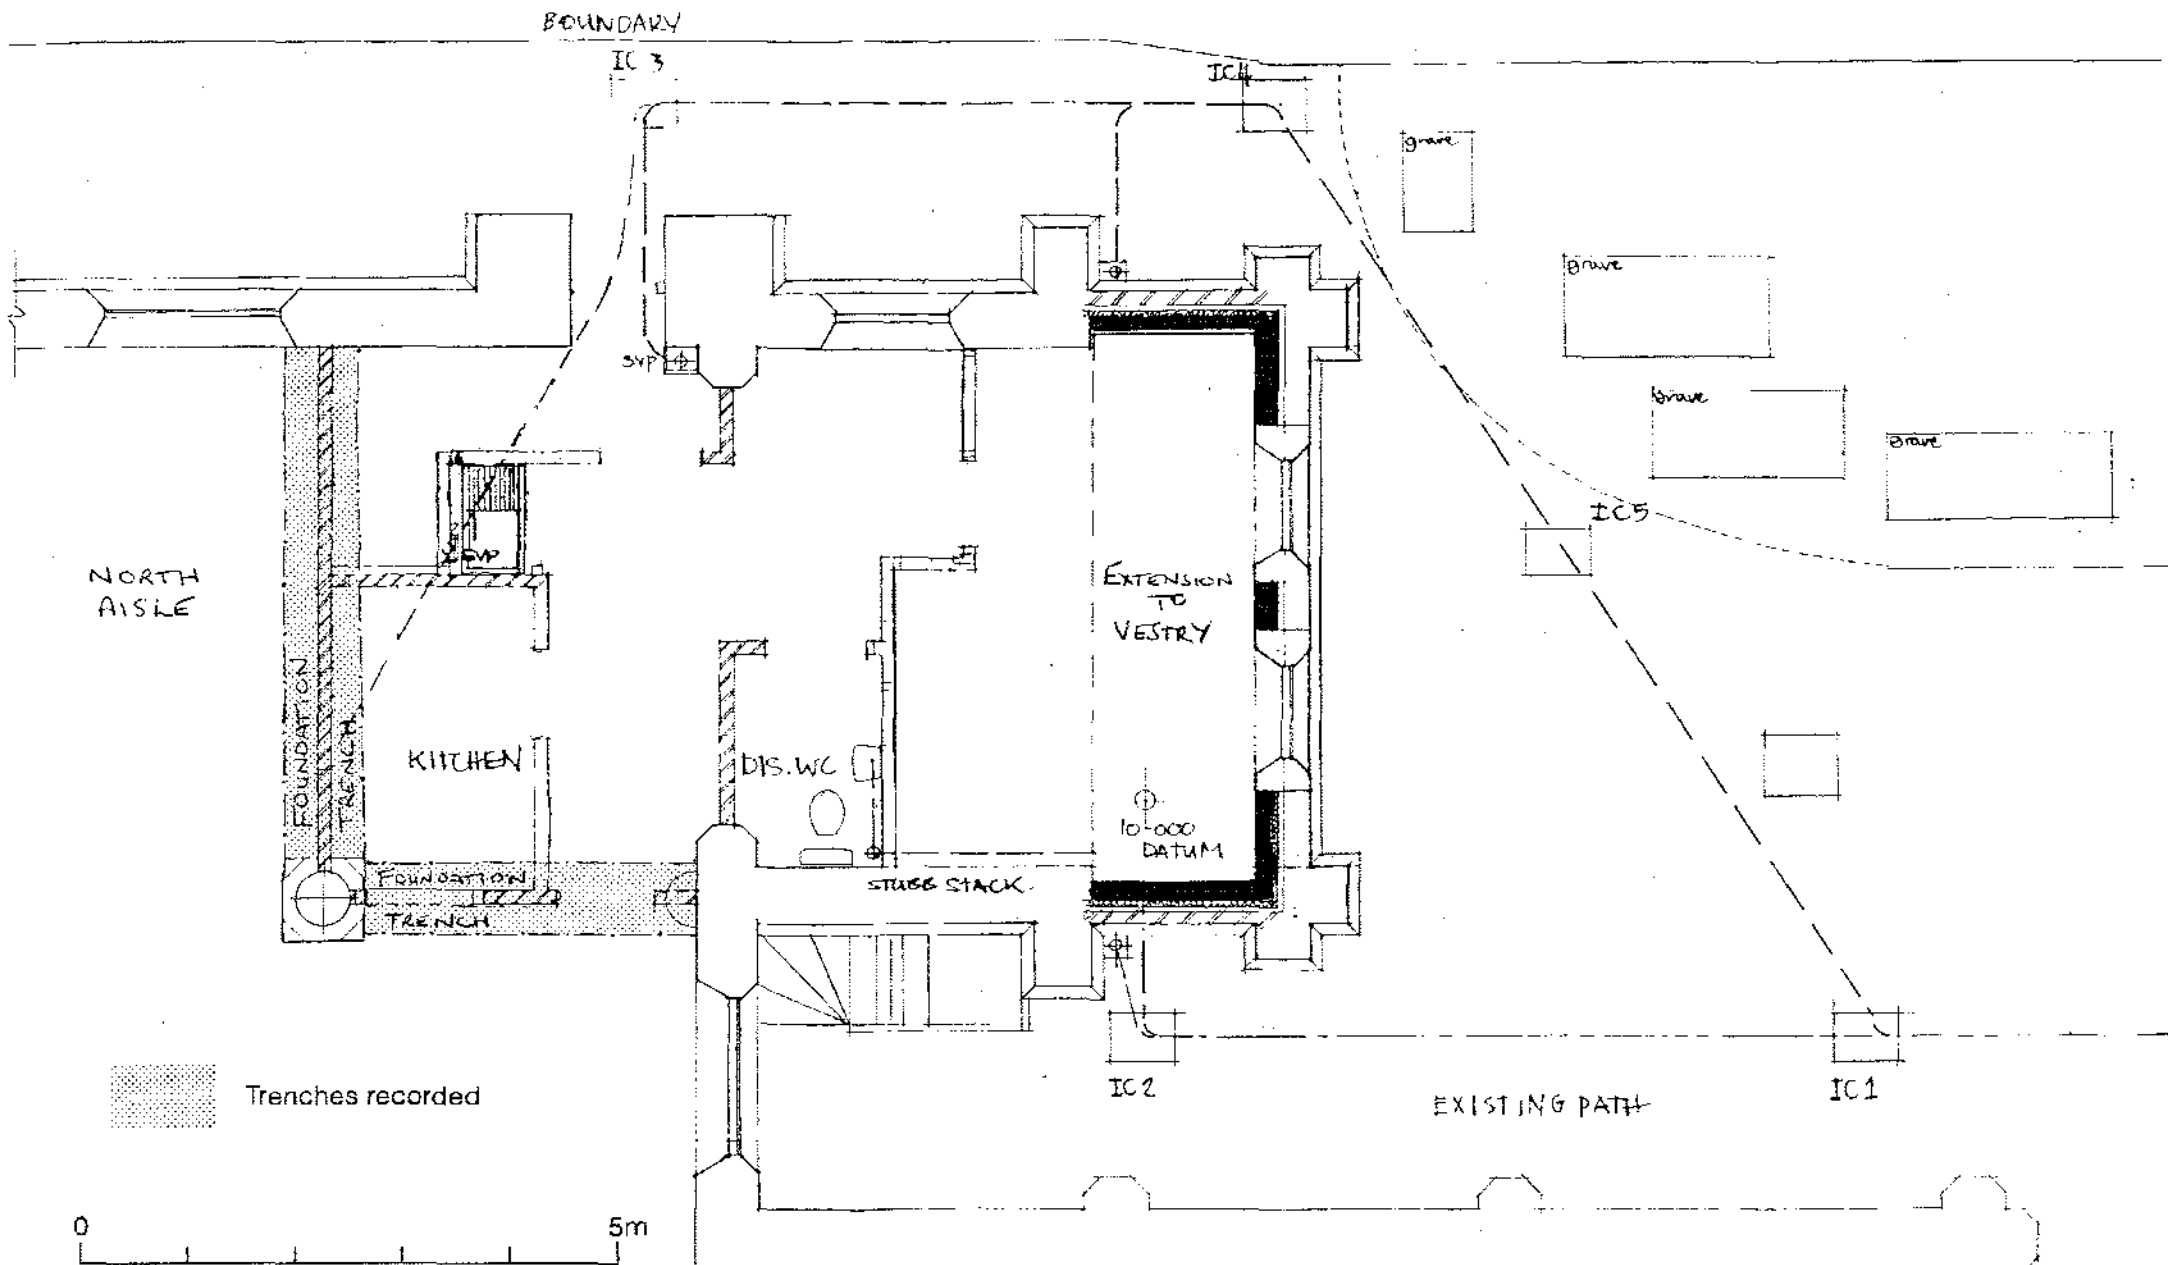 BOUNDARY
IC 3
IC4
grave
grave
grave
grave
SVP
IC5
SVP
NORTH
AISLE
EXTENSION
TO
VESTRY
FOUNDATION
TRENCH
KITCHEN
DIS.WC
10-000
DATUM
FOUNDATION
TRENCH
STUBB STACK
IC2
IC1
EXISTING PATH
Trenches recorded
0
5m